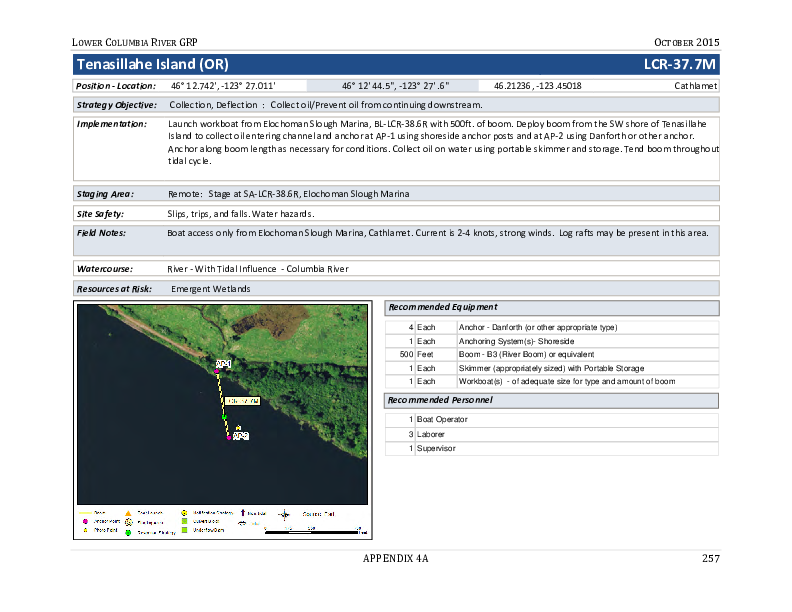 LOWER COLUMBIA RIVER GRP OCTOBER 2015
Tenasillahe Island (OR) LCR-37.7M
Position - Location: 46° 12.742', -123° 27.011' 46° 12' 44.5", -123° 27' .6" 46.21236, -123.45018 Cathlamet
Strategy Objective: Collection, Deflection : Collect oil/Prevent oil from continuing downstream.
Implementation: Launch workboat from Elochoman Slough Marina, BL-LCR-38.6R with 500ft. of boom. Deploy boom from the SW shore of Tenasillahe
Island to collect oil entering channel and anchor at AP-1 using shoreside anchor posts and at AP-2 using Danforth or other anchor.
Anchor along boom length as necessary for conditions. Collect oil on water using portable skimmer and storage. Tend boom throughout
tidal cycle.
Staging Area: Remote: Stage at SA-LCR-38.6R, Elochoman Slough Marina
Site Safety: Slips, trips, and falls. Water hazards.
Field Notes: Boat access only from Elochoman Slough Marina, Cathlamet. Current is 2-4 knots, strong winds. Log rafts may be present in this area.
Watercourse: River - With Tidal Influence - Columbia River
Resources at Risk: Emergent Wetlands
Recommended Equipment
4 Each Anchor - Danforth (or other appropriate type)
1 Each Anchoring System(s)- Shoreside
500 Feet Boom - B3 (River Boom) or equivalent
1 Each Skimmer (appropriately sized) with Portable Storage
1 Each Workboat(s) - of adequate size for type and amount of boom
Recommended Personnel
1 Boat Operator
3 Laborer
1 Supervisor
AP-1
AP-2
Anchor Point
Photo Point
APPENDIX 4A 257